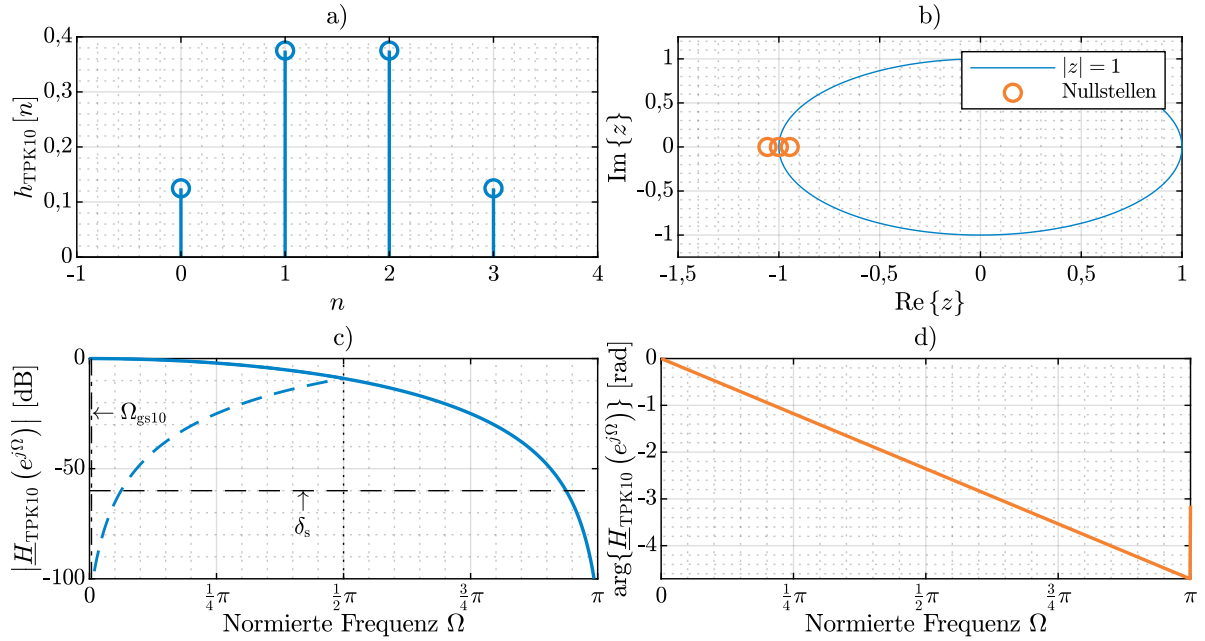 a)
0,4
0,3
0,2
0,1
0
-1
0
1
2
3
4
n
h_TPK10 [n]
b)
1
0,5
0
-0,5
-1
-1,5
-1
-0,5
0
0,5
1
Re {z}
Im {z}
|z| = 1
Nullstellen
c)
0
-50
-100
← Ω_gs10
↑
δ_s
0
¼π
½π
¾π
π
Normierte Frequenz Ω
|H_TPK10 (e^{jΩ})| [dB]
d)
0
-1
-2
-3
-4
0
¼π
½π
¾π
π
Normierte Frequenz Ω
arg{H_TPK10 (e^{jΩ})} [rad]